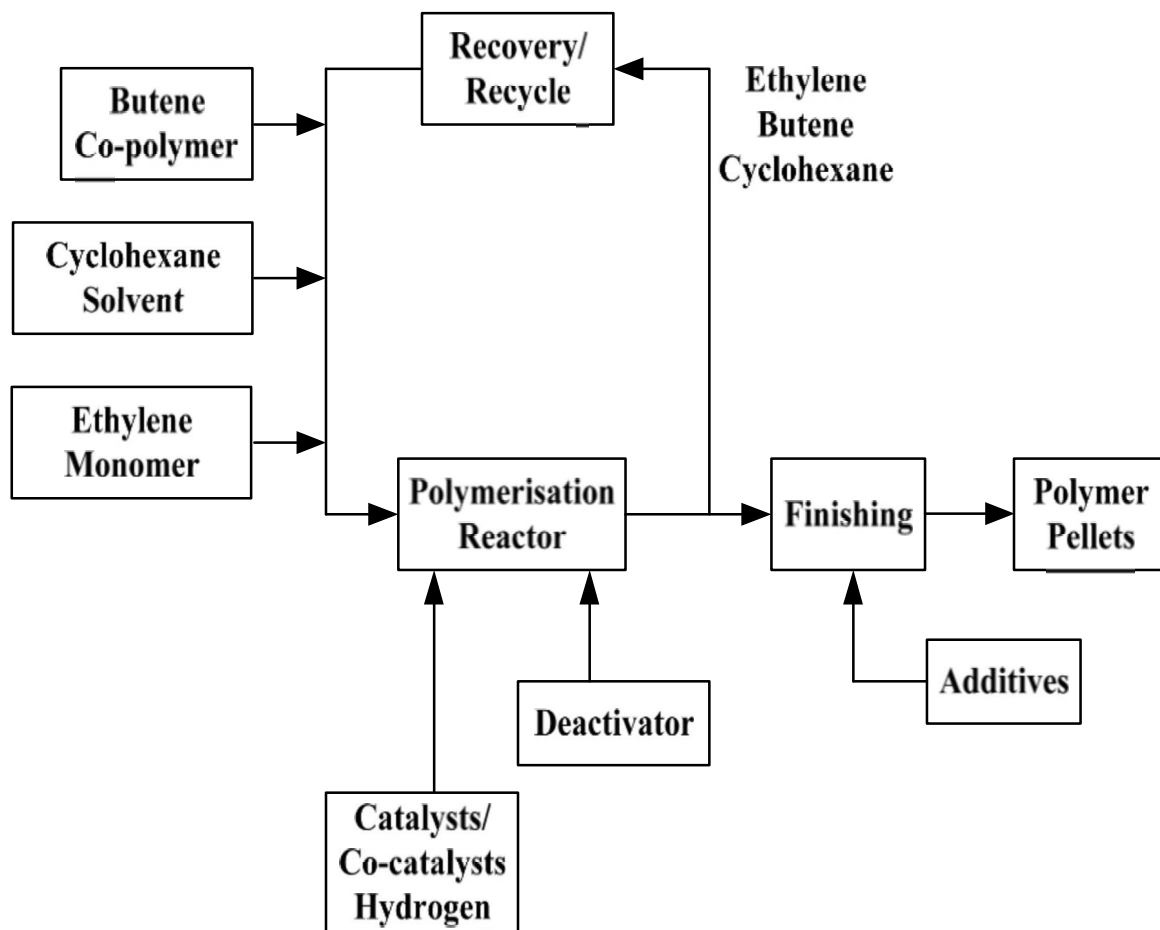 Recovery/
Recycle
Ethylene
Butene
Cyclohexane
Butene
Co-polymer
Cyclohexane
Solvent
Ethylene
Monomer
Polymerisation
Reactor
Finishing
Polymer
Pellets
Deactivator
Additives
Catalysts/
Co-catalysts
Hydrogen